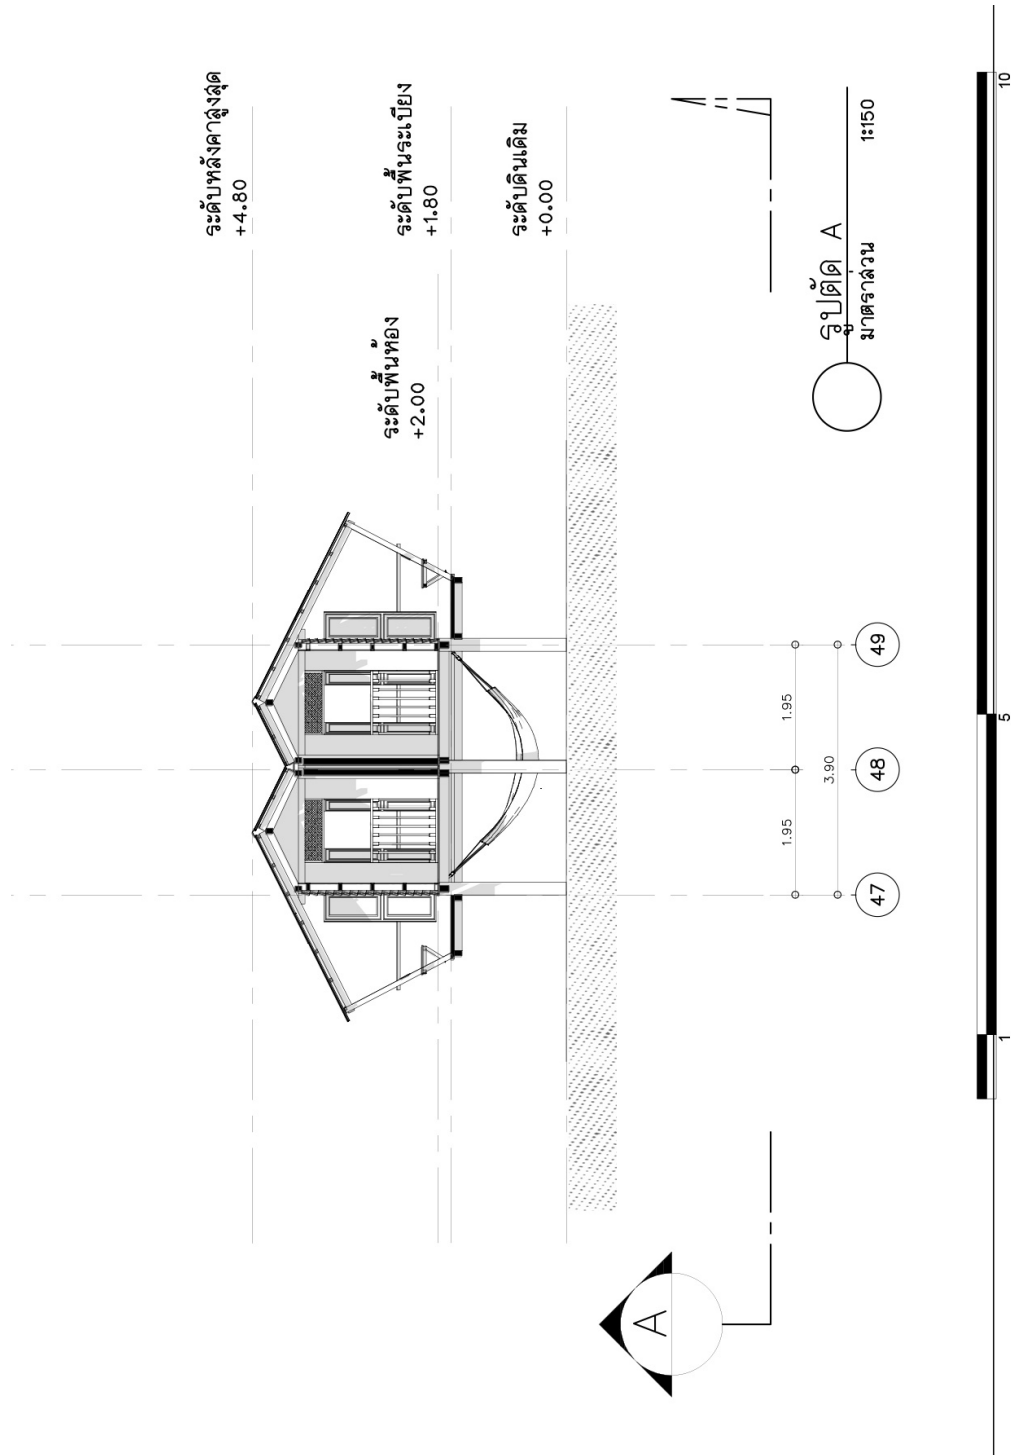 ระดับหลังคาสูงสุด
+4.80
ระดับพื้นห้อง
+2.00
ระดับพื้นระเบียง
+1.80
ระดับดินเดิม
+0.00
47
48
49
1.95
1.95
3.90
A
รูปตัด A
มาตราส่วน 1:150
1
5
10